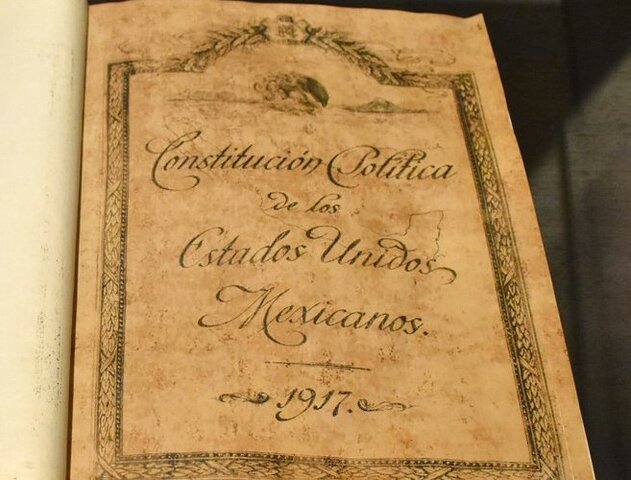 Constitución Política
de los
Estados Unidos
Mexicanos.
1917.